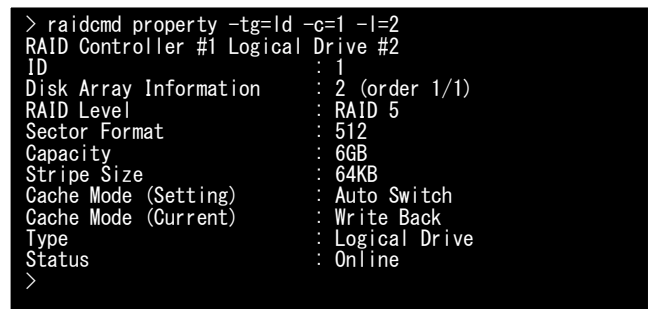 > raidcmd property -tg=ld -c=1 -l=2
RAID Controller #1 Logical Drive #2
ID : 1
Disk Array Information : 2 (order 1/1)
RAID Level : RAID 5
Sector Format : 512
Capacity : 6GB
Stripe Size : 64KB
Cache Mode (Setting) : Auto Switch
Cache Mode (Current) : Write Back
Type : Logical Drive
Status : Online
>